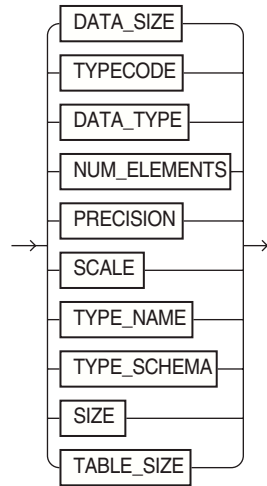 DATA_SIZE
TYPECODE
DATA_TYPE
NUM_ELEMENTS
PRECISION
SCALE
TYPE_NAME
TYPE_SCHEMA
SIZE
TABLE_SIZE